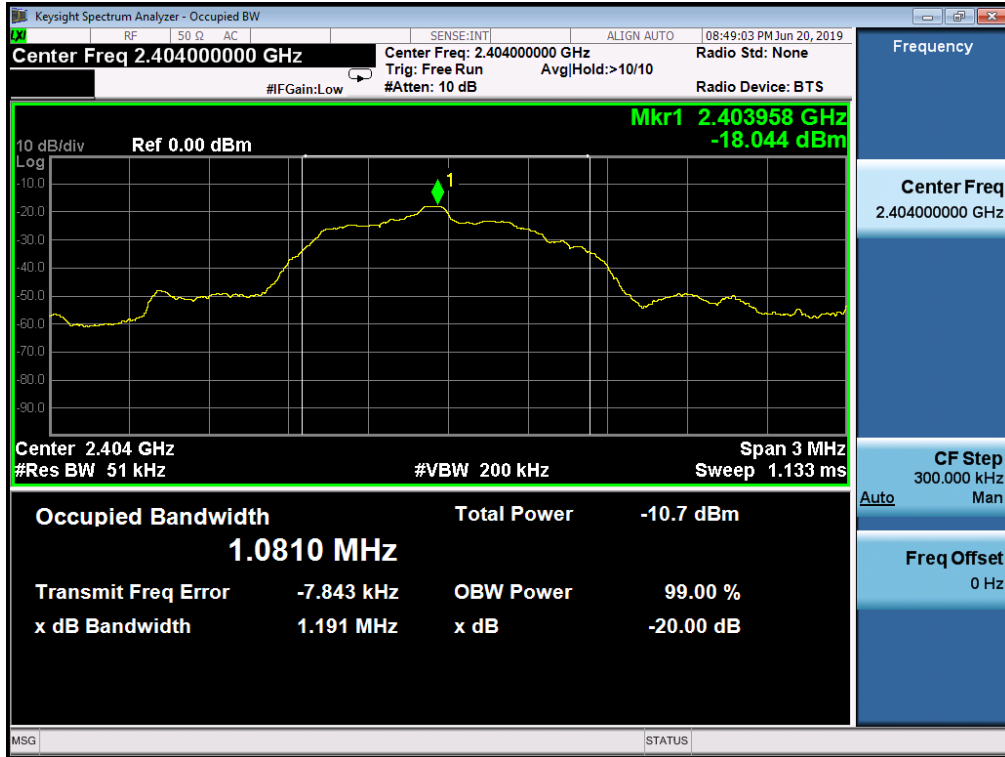 Keysight Spectrum Analyzer - Occupied BW
LXI RF 50 Ω AC SENSE:INT ALIGN AUTO 08:49:03 PM Jun 20, 2019
Center Freq 2.404000000 GHz
Center Freq: 2.404000000 GHz
Radio Std: None
Trig: Free Run Avg|Hold:>10/10
#IFGain:Low
#Atten: 10 dB
Radio Device: BTS
Mkr1 2.403958 GHz
-18.044 dBm
10 dB/div Ref 0.00 dBm
Log
1
-10.0
-20.0
-30.0
-40.0
-50.0
-60.0
-70.0
-80.0
-90.0
Center 2.404 GHz Span 3 MHz
#Res BW 51 kHz #VBW 200 kHz Sweep 1.133 ms
Occupied Bandwidth Total Power -10.7 dBm
1.0810 MHz
Transmit Freq Error -7.843 kHz OBW Power 99.00 %
x dB Bandwidth 1.191 MHz x dB -20.00 dB
MSG STATUS
Frequency
Center Freq
2.404000000 GHz
CF Step
300.000 kHz
Auto Man
Freq Offset
0 Hz